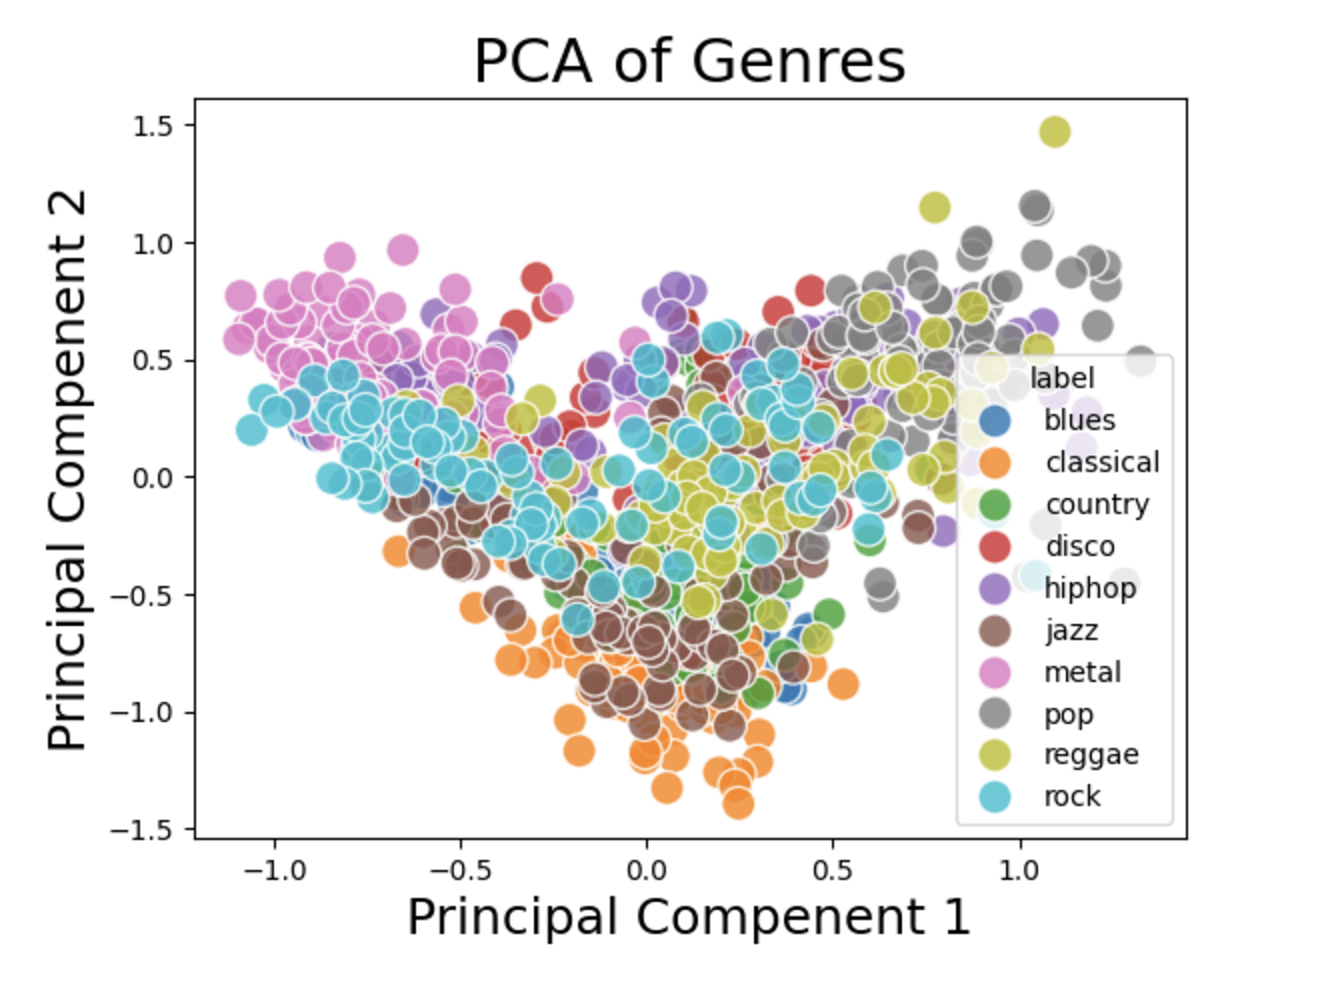 PCA of Genres
1.5
1.0
0.5
0.0
−0.5
−1.0
−1.5
Principal Compenent 2
label
blues
classical
country
disco
hiphop
jazz
metal
pop
reggae
rock
−1.0 −0.5 0.0 0.5 1.0
Principal Compenent 1